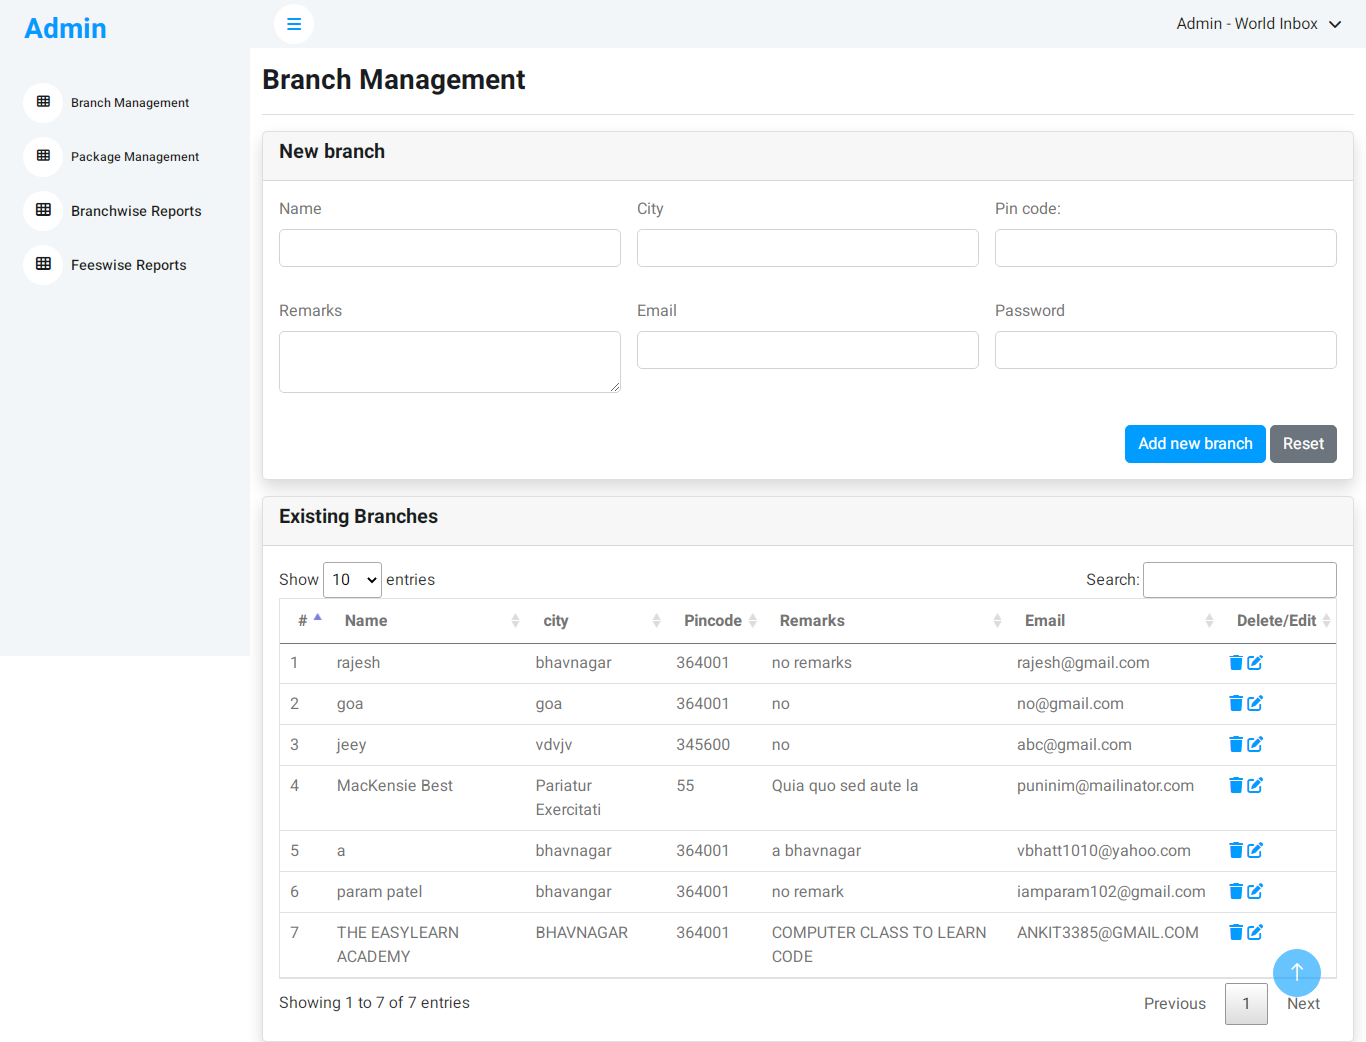 Admin
Admin - World Inbox
Branch Management
Package Management
Branchwise Reports
Feeswise Reports
Branch Management
New branch
Name City Pin code:
Remarks Email Password
Add new branch Reset
Existing Branches
Show 10 entries Search:
# Name city Pincode Remarks Email Delete/Edit
1 rajesh bhavnagar 364001 no remarks rajesh@gmail.com
2 goa goa 364001 no no@gmail.com
3 jeey vdvjv 345600 no abc@gmail.com
4 MacKensie Best Pariatur 55 Quia quo sed aute la puninim@mailinator.com
Exercitati
5 a bhavnagar 364001 a bhavnagar vbhatt1010@yahoo.com
6 param patel bhavangar 364001 no remark iamparam102@gmail.com
7 THE EASYLEARN BHAVNAGAR 364001 COMPUTER CLASS TO LEARN ANKIT3385@GMAIL.COM
ACADEMY CODE
Showing 1 to 7 of 7 entries Previous 1 Next